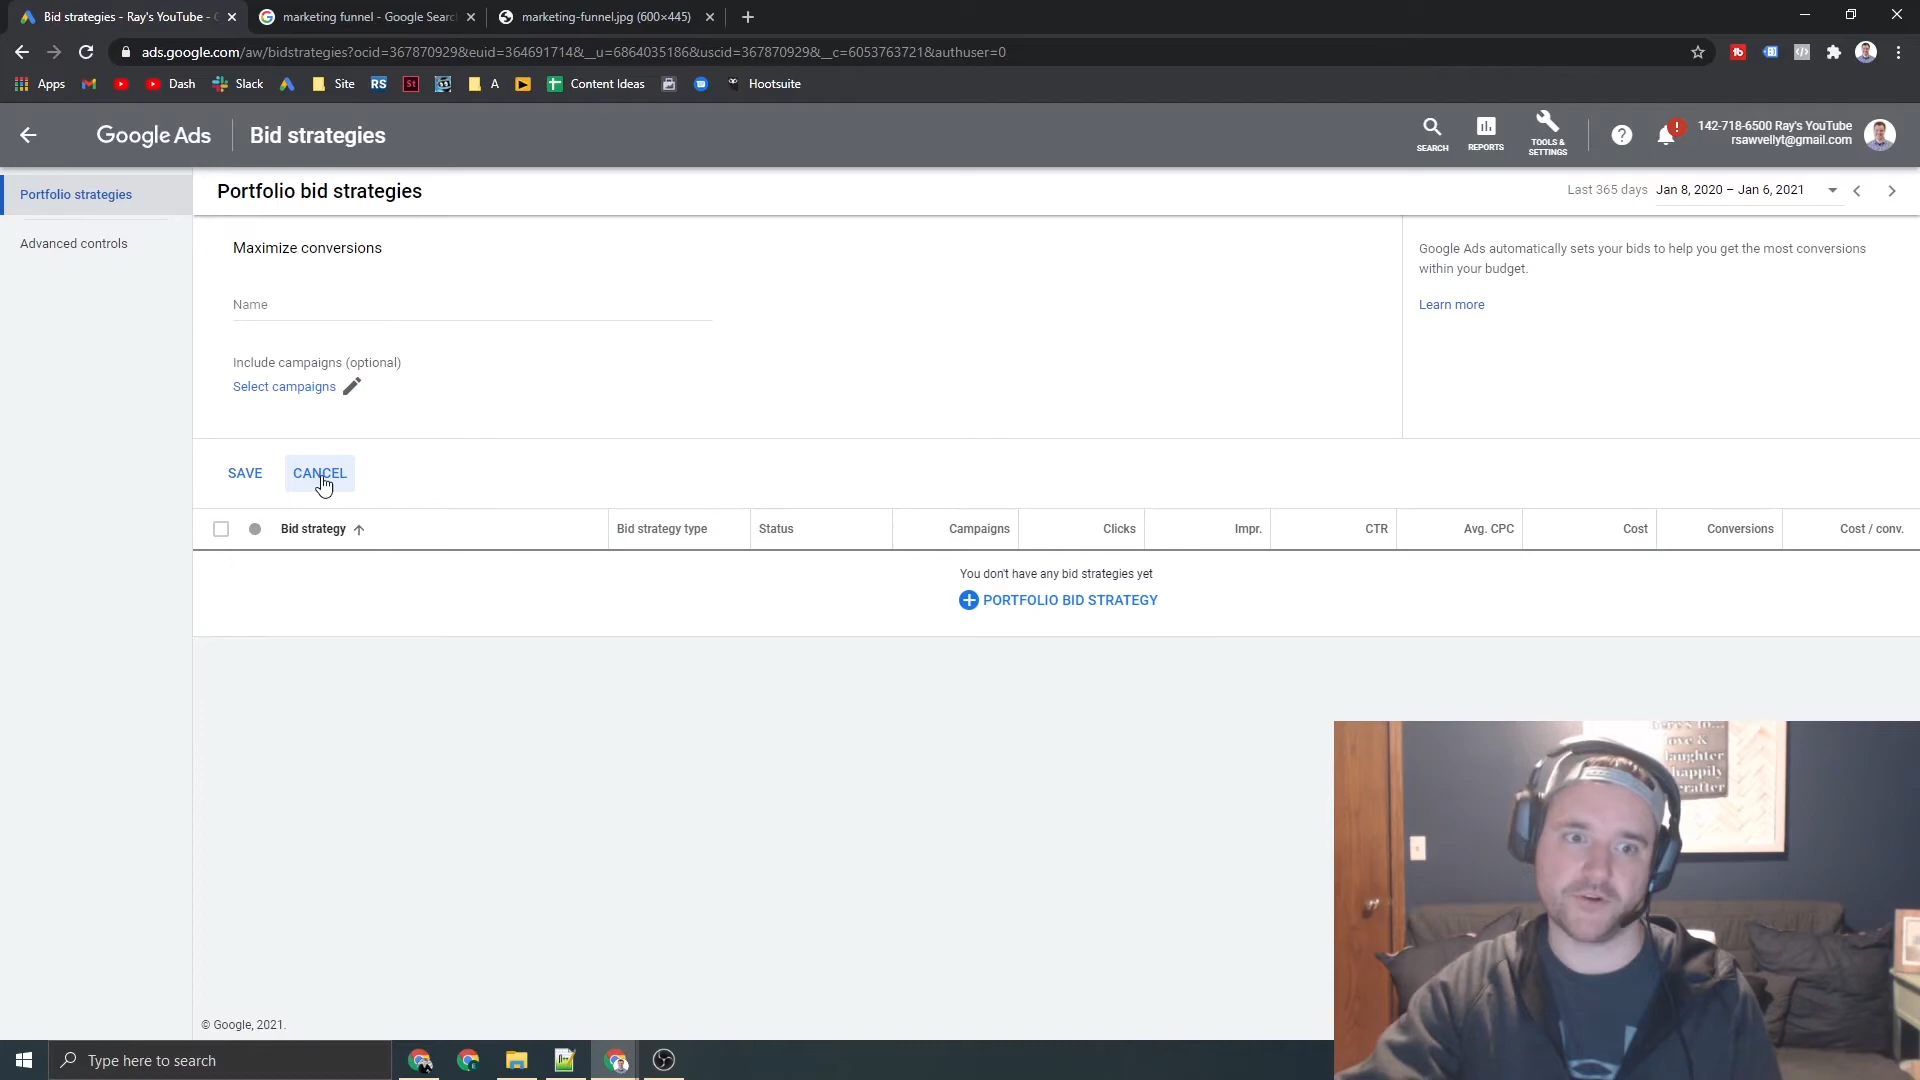 Bid strategies - Ray's YouTube - G
marketing funnel - Google Searc
marketing-funnel.jpg (600×445)
ads.google.com/aw/bidstrategies?ocid=367870929&euid=364691714&__u=6864035186&uscid=367870929&__c=6053763721&authuser=0
Apps
Dash
Slack
Site
RS
St
A
Content Ideas
Hootsuite
Google Ads
Bid strategies
SEARCH
REPORTS
TOOLS &
SETTINGS
?
!
142-718-6500 Ray's YouTube
rsawvellyt@gmail.com
Portfolio strategies
Advanced controls
Portfolio bid strategies
Last 365 days
Jan 8, 2020 – Jan 6, 2021
Maximize conversions
Name
Include campaigns (optional)
Select campaigns
Google Ads automatically sets your bids to help you get the most conversions
within your budget.
Learn more
SAVE
CANCEL
Bid strategy
Bid strategy type
Status
Campaigns
Clicks
Impr.
CTR
Avg. CPC
Cost
Conversions
Cost / conv.
You don't have any bid strategies yet
PORTFOLIO BID STRATEGY
love &
laughter
happily
© Google, 2021.
Type here to search